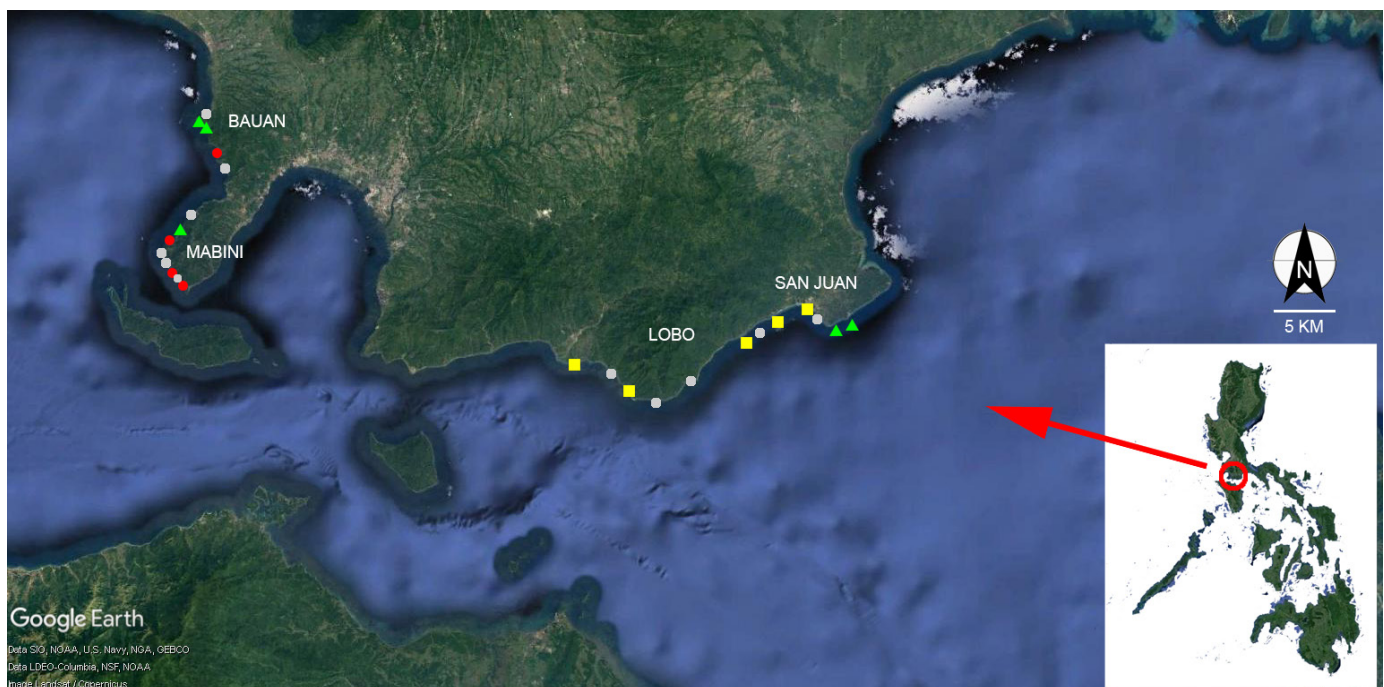 BAUAN
MABINI
SAN JUAN
LOBO
N
5 KM
Google Earth
Data SIO, NOAA, U.S. Navy, NGA, GEBCO
Data LDEO-Columbia, NSF, NOAA
Image Landsat / Copernicus